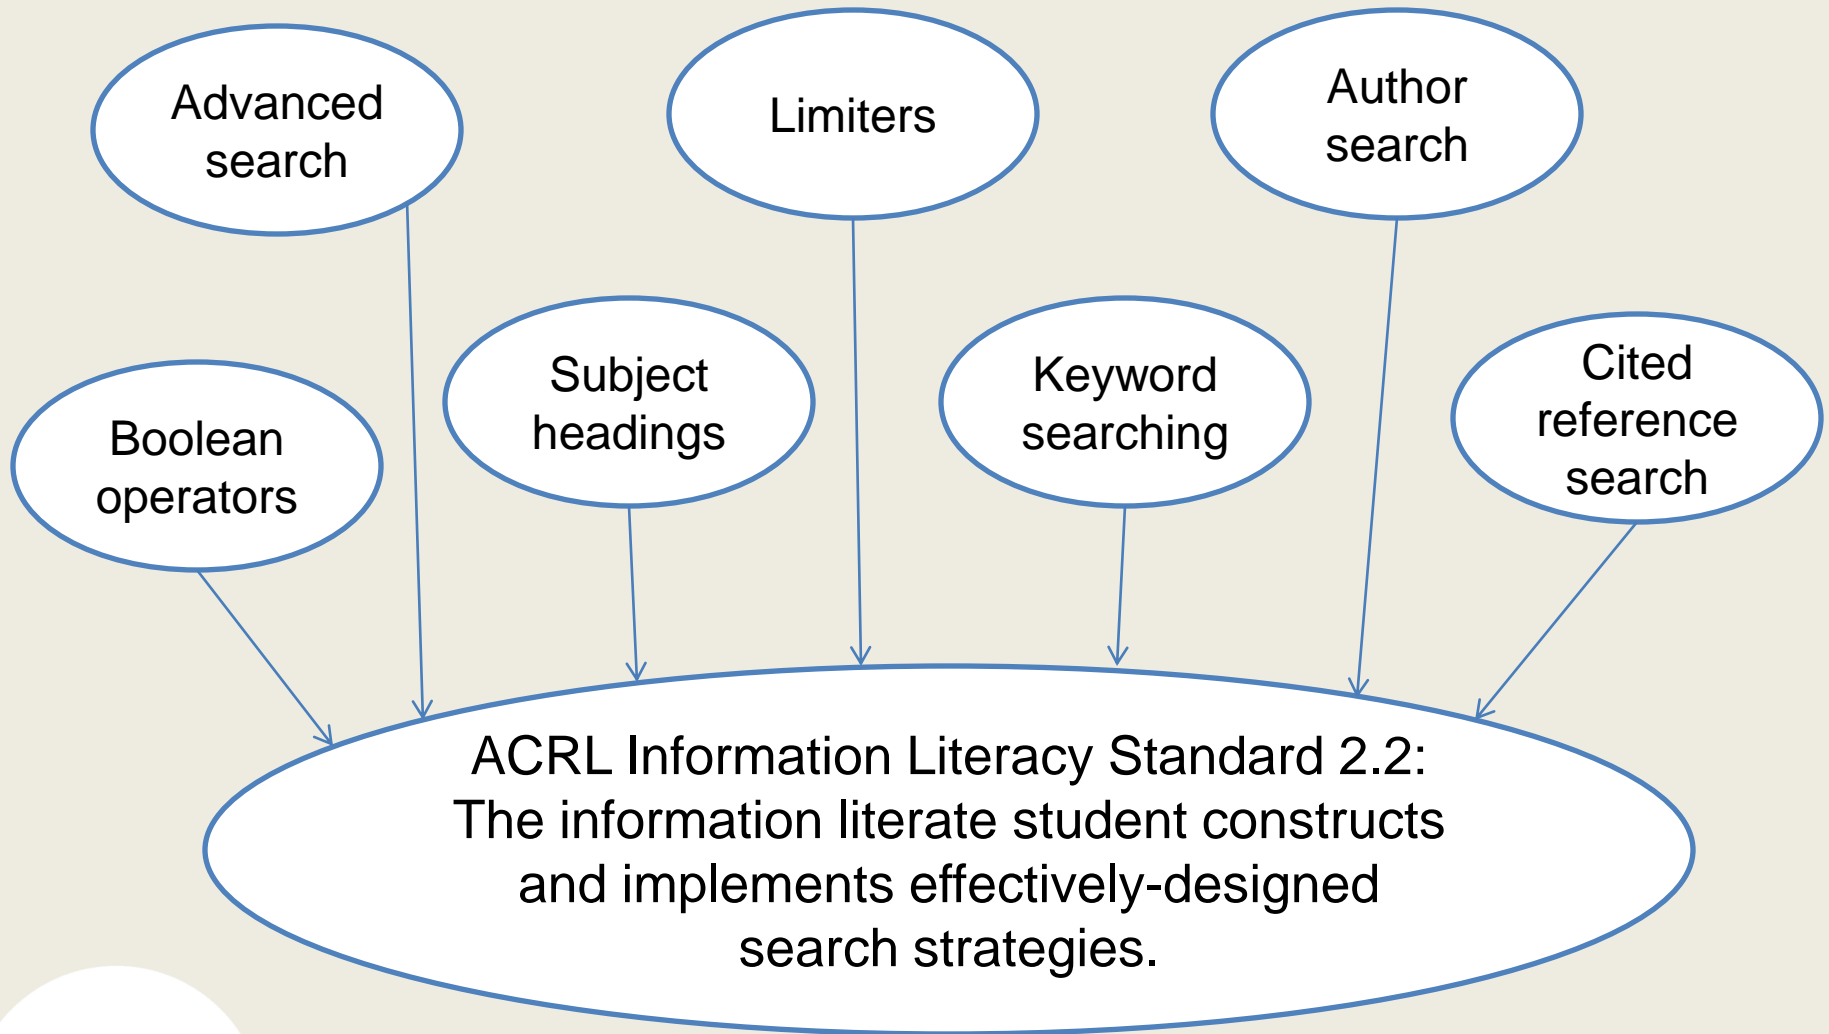 Advanced
search
Limiters
Author
search
Boolean
operators
Subject
headings
Keyword
searching
Cited
reference
search
ACRL Information Literacy Standard 2.2:
The information literate student constructs
and implements effectively-designed
search strategies.